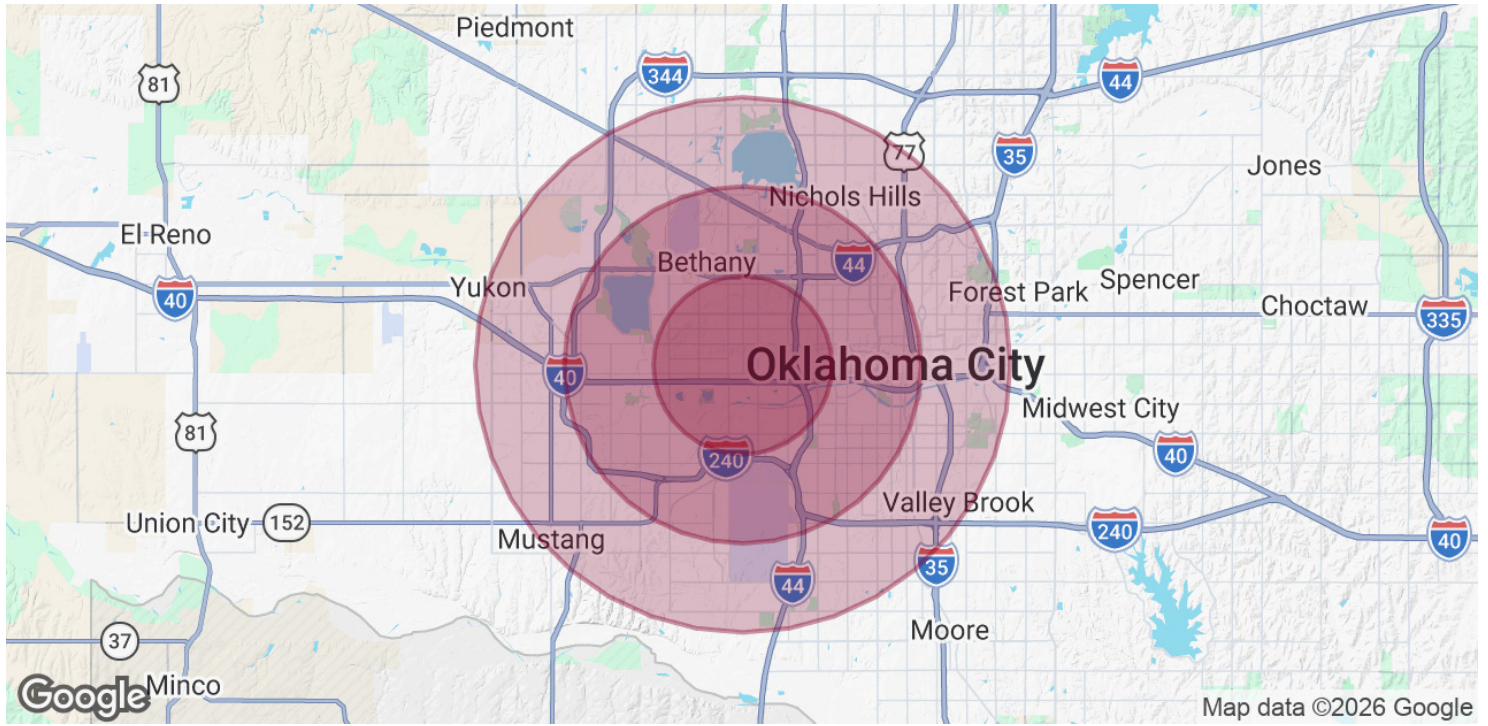 Piedmont
81
344
44
77
35
Jones
Nichols Hills
El Reno
Bethany
44
Yukon
40
Forest Park
Spencer
Choctaw
335
Oklahoma City
40
Midwest City
81
240
40
Valley Brook
Union City
152
Mustang
240
40
35
44
37
Moore
Minco
Google
Map data ©2026 Google